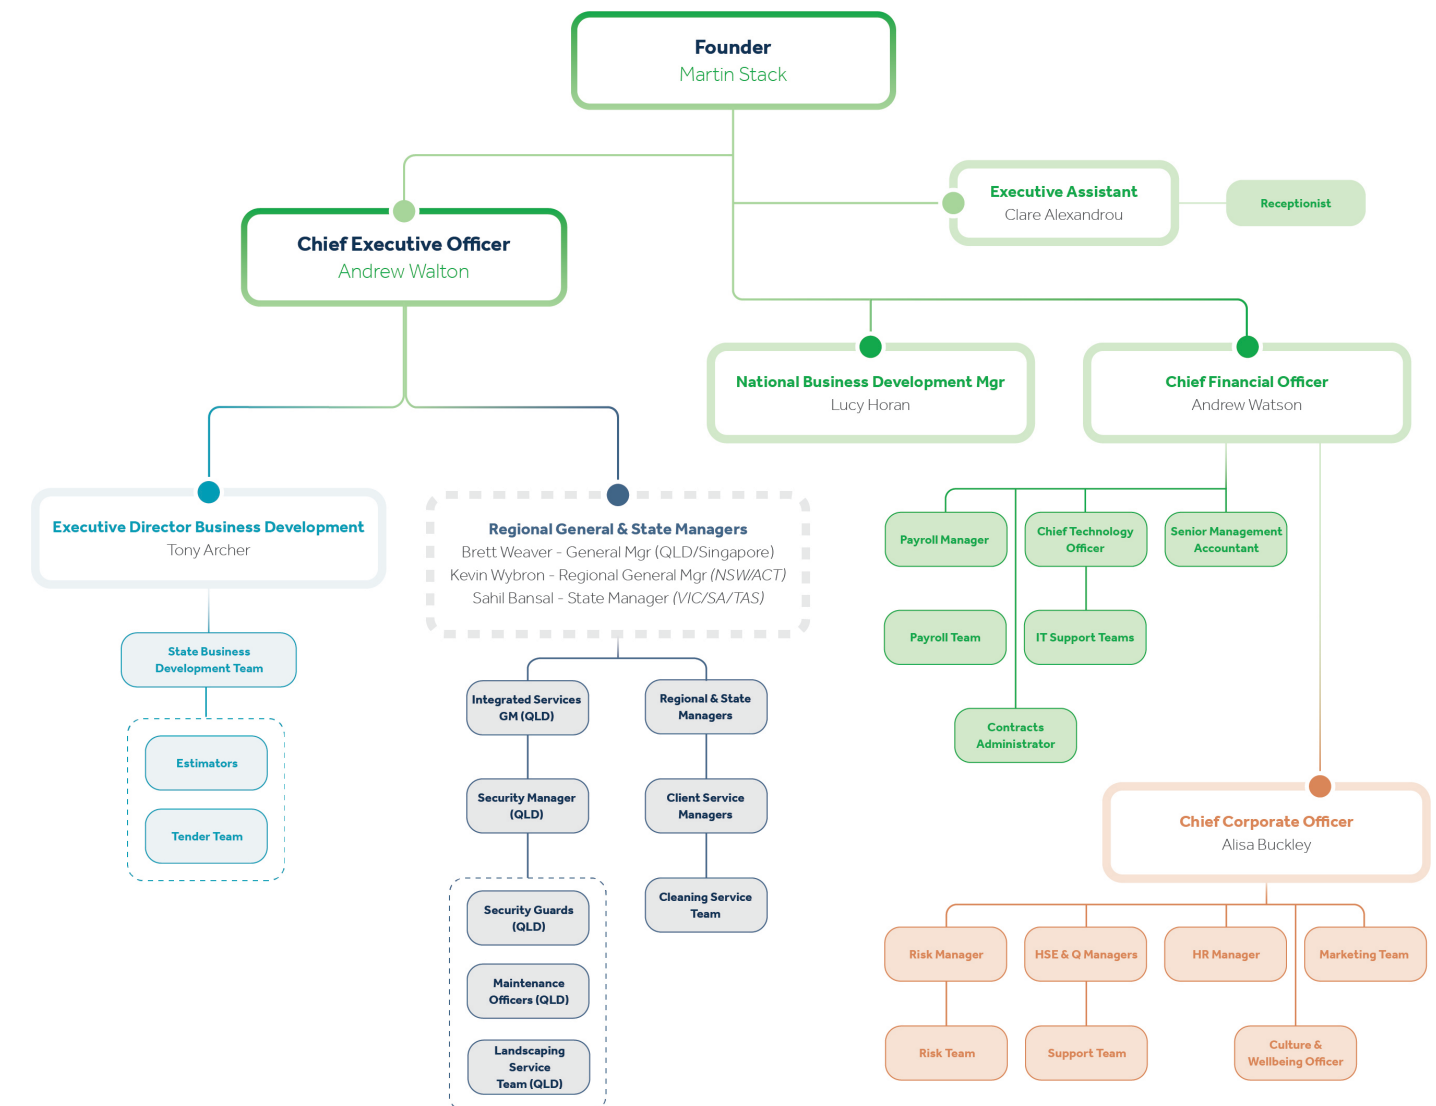 Founder
Martin Stack
Executive Assistant
Clare Alexandrou
Receptionist
Chief Executive Officer
Andrew Walton
National Business Development Mgr
Lucy Horan
Chief Financial Officer
Andrew Watson
Executive Director Business Development
Tony Archer
Regional General & State Managers
Brett Weaver - General Mgr (QLD/Singapore)
Kevin Wybron - Regional General Mgr (NSW/ACT)
Sahil Bansal - State Manager (VIC/SA/TAS)
State Business
Development Team
Estimators
Tender Team
Integrated Services
GM (QLD)
Security Manager
(QLD)
Security Guards
(QLD)
Maintenance
Officers (QLD)
Landscaping
Service
Team (QLD)
Regional & State
Managers
Client Service
Managers
Cleaning Service
Team
Payroll Manager
Chief Technology
Officer
Senior Management
Accountant
Payroll Team
IT Support Teams
Contracts
Administrator
Chief Corporate Officer
Alisa Buckley
Risk Manager
HSE & Q Managers
HR Manager
Marketing Team
Risk Team
Support Team
Culture &
Wellbeing Officer